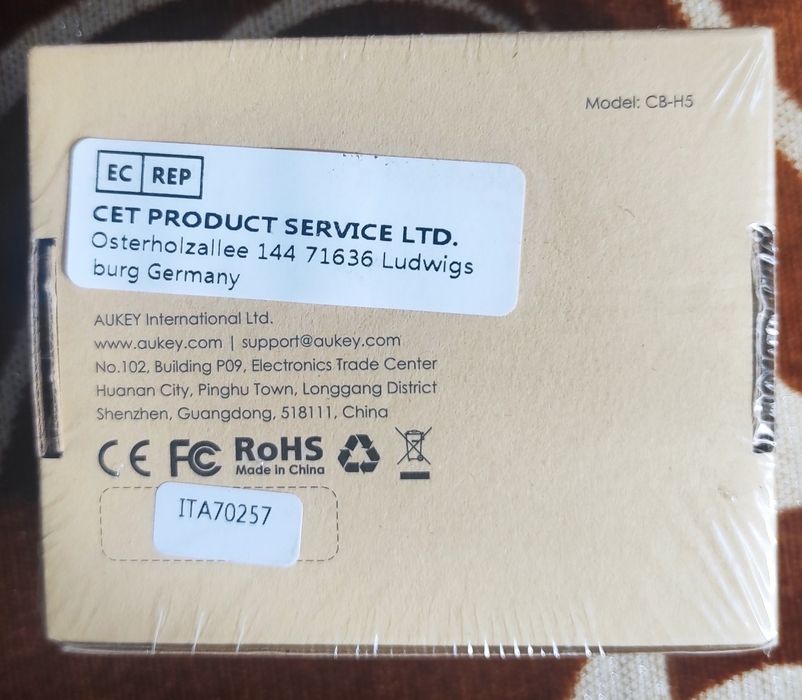 Model: CB-H5
EC REP
CET PRODUCT SERVICE LTD.
Osterholzallee 144 71636 Ludwigs
burg Germany
AUKEY International Ltd.
www.aukey.com | support@aukey.com
No.102, Building P09, Electronics Trade Center
Huanan City, Pinghu Town, Longgang District
Shenzhen, Guangdong, 518111, China
CE FC RoHS
Made in China
ITA70257